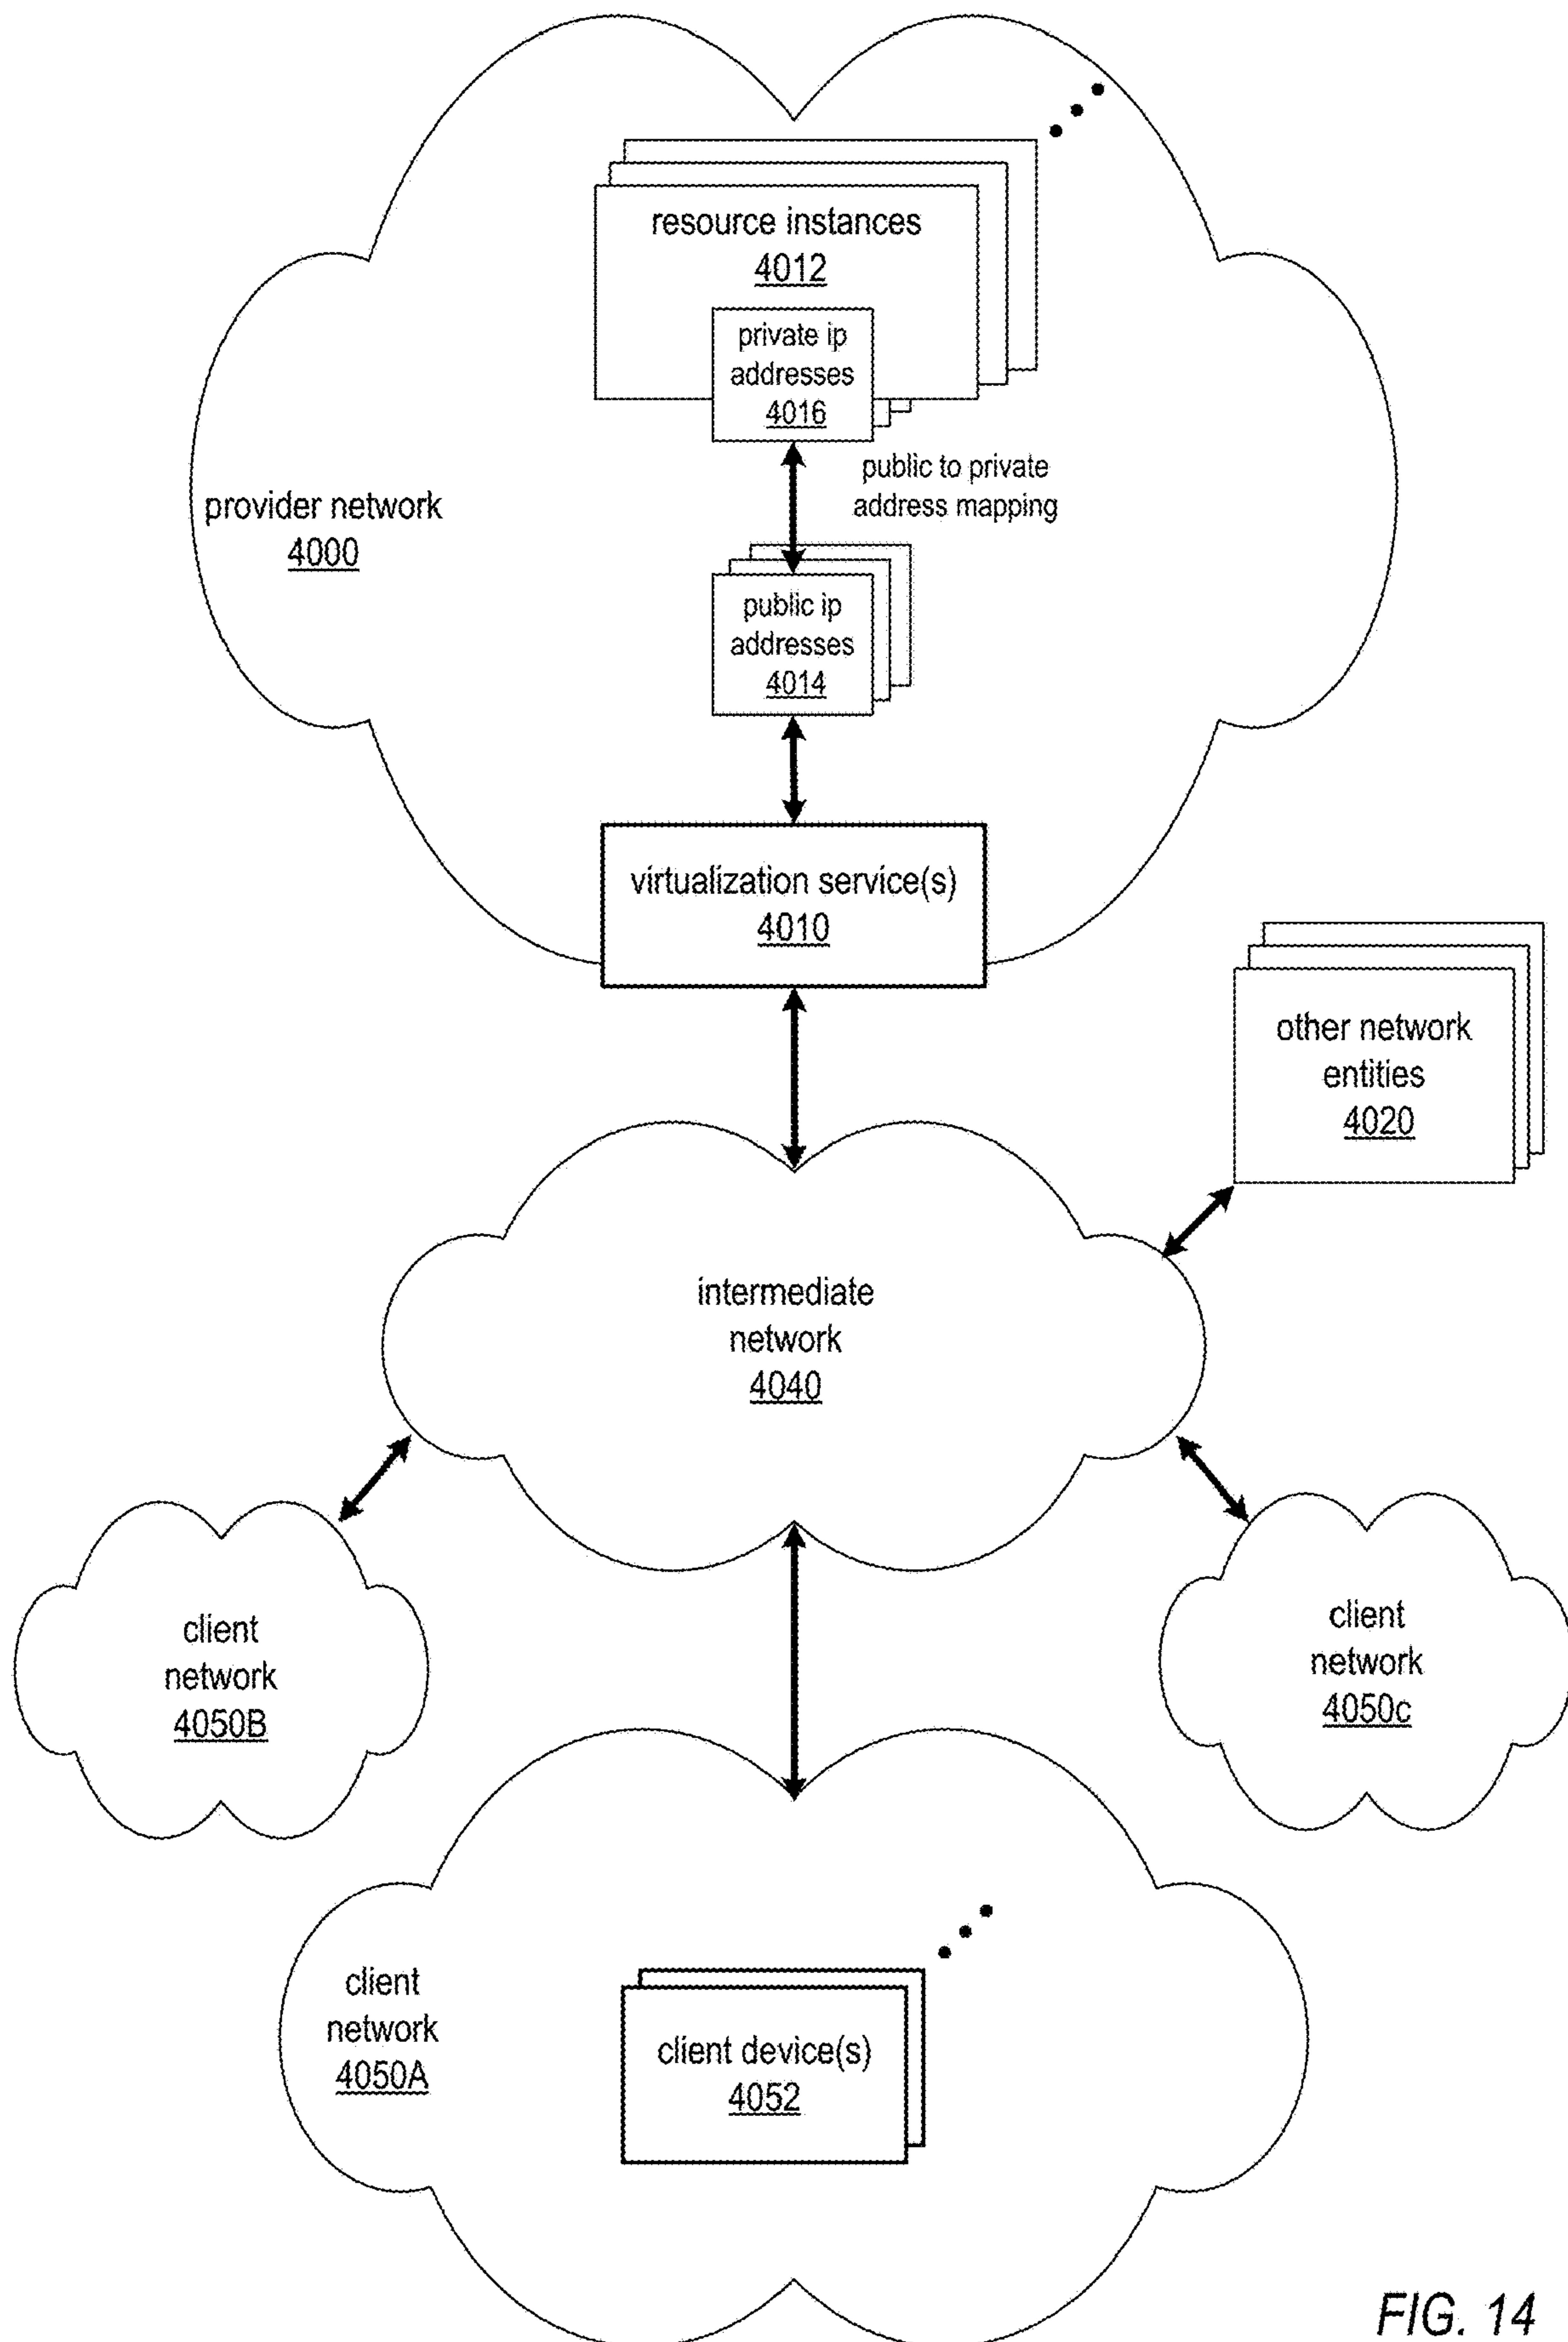 resource instances
4012
private ip
addresses
4016
public to private
address mapping
provider network
4000
public ip
addresses
4014
virtualization service(s)
4010
other network
entities
4020
intermediate
network
4040
client
network
4050B
client
network
4050c
client
network
4050A
client device(s)
4052
FIG. 14